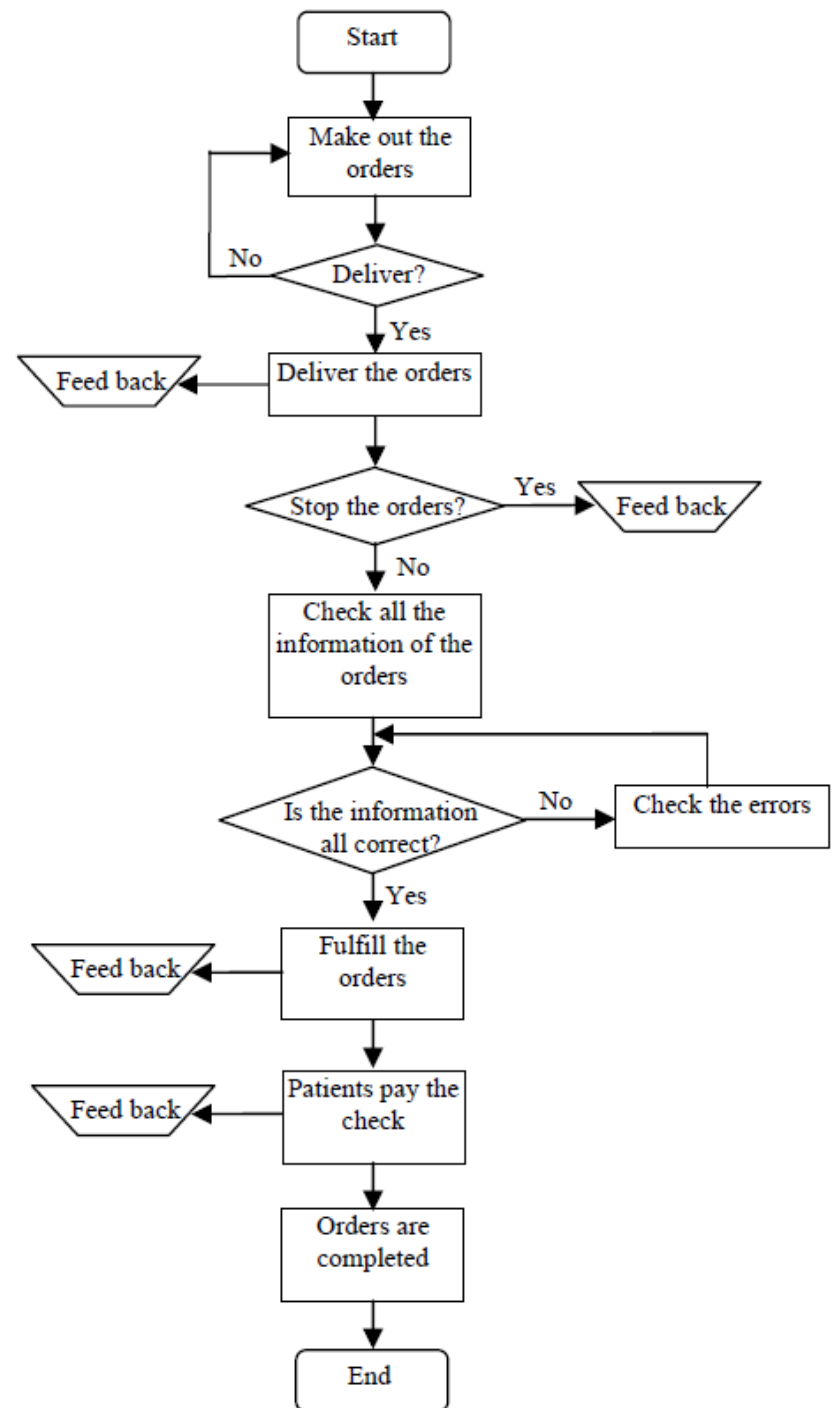 Start
Make out the
orders
No
Deliver?
Yes
Feed back
Deliver the orders
Stop the orders?
Yes
Feed back
No
Check all the
information of the
orders
Is the information
all correct?
No
Check the errors
Yes
Feed back
Fulfill the
orders
Feed back
Patients pay the
check
Orders are
completed
End